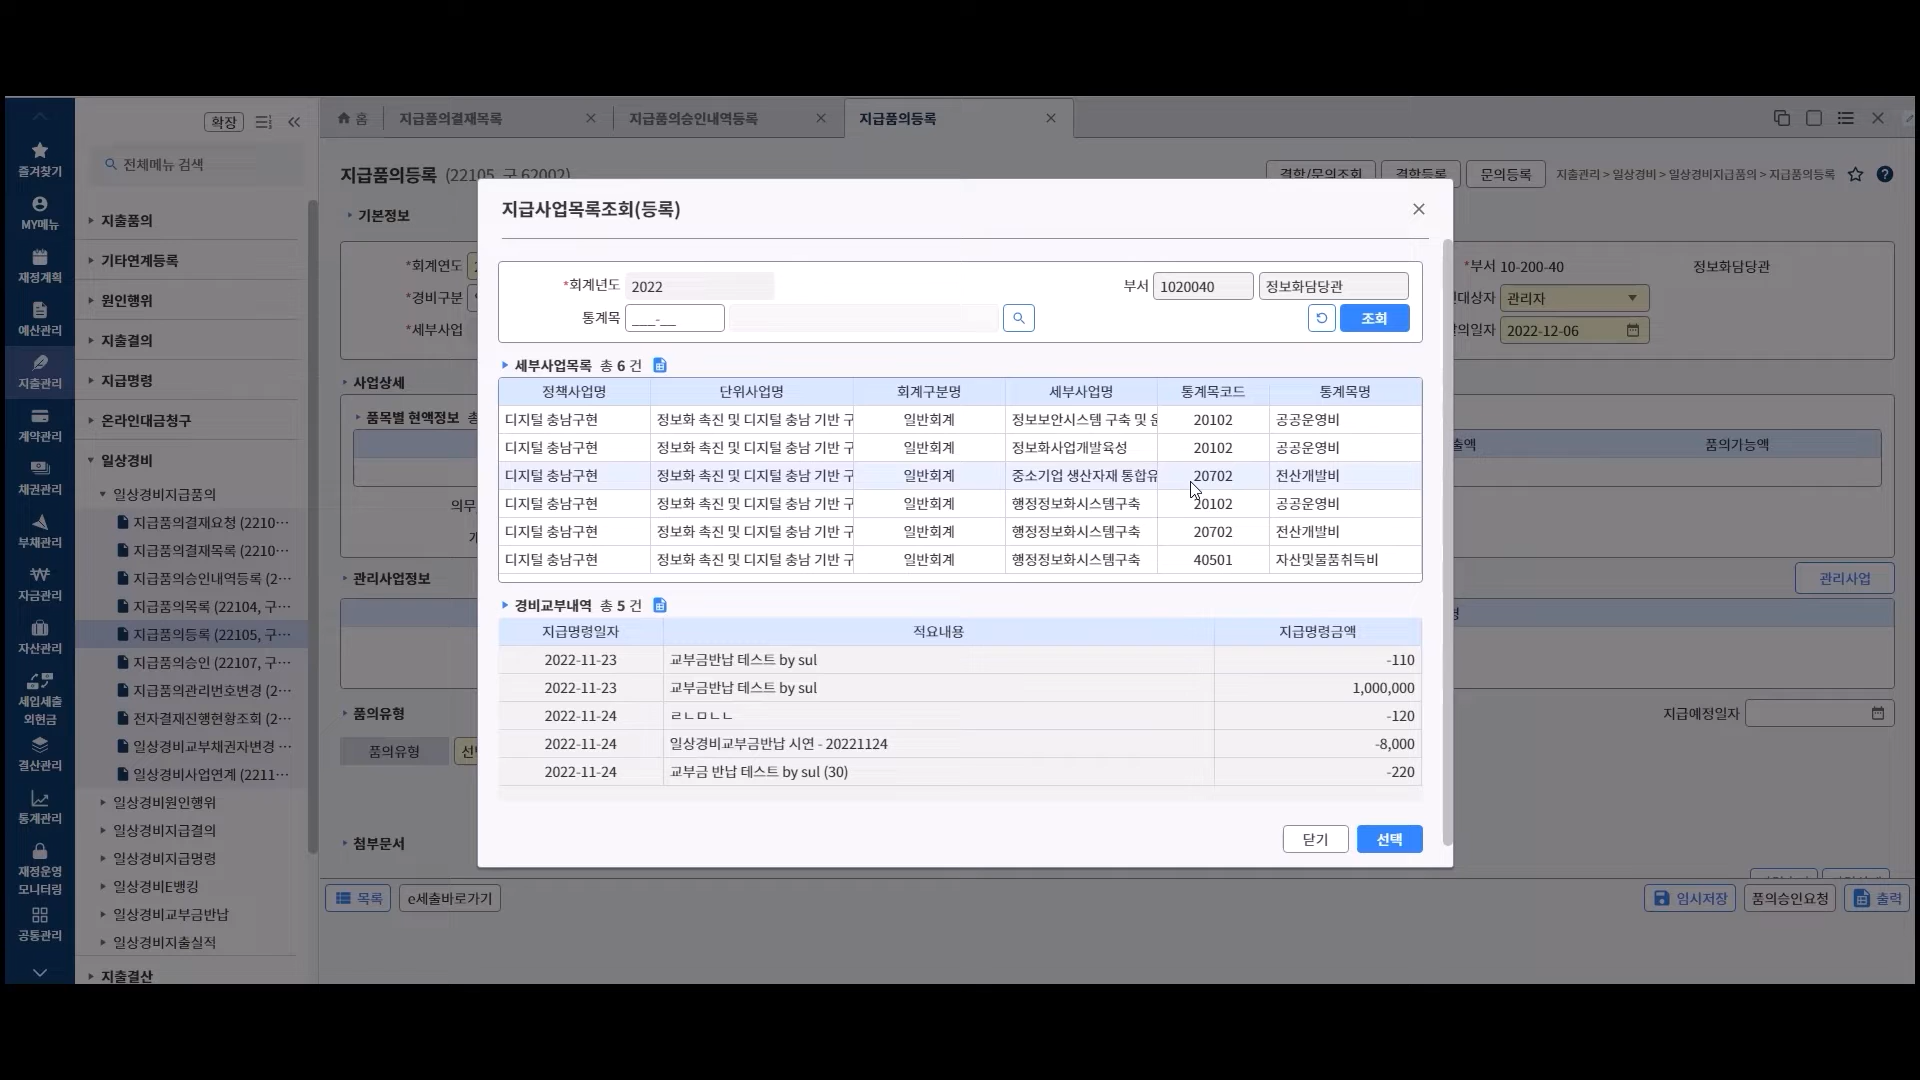 확장
전체메뉴 검색
즐겨찾기
MY메뉴
재정계획
예산관리
지출관리
계약관리
채권관리
부채관리
자금관리
자산관리
세입세출
외현금
결산관리
통계관리
재정운영
모니터링
공통관리
지출품의
기타연계등록
원인행위
지출결의
지급명령
온라인대금청구
일상경비
일상경비지급품의
지급품의결재요청 (2210···
지급품의결재목록 (2210···
지급품의승인내역등록 (2···
지급품의목록 (22104, 구···
지급품의등록 (22105, 구···
지급품의승인 (22107, 구···
지급품의관리번호변경 (2···
전자결재진행현황조회 (2···
일상경비교부채권자변경 ···
일상경비사업연계 (2211···
일상경비원인행위
일상경비지급결의
일상경비지급명령
일상경비E뱅킹
일상경비교부금반납
일상경비지출실적
지출결산
홈 지급품의결재목록 지급품의승인내역등록 지급품의등록
지급품의등록 (22105, 구 62002)
결함/문의조회 결함등록 문의등록 지출관리 > 일상경비 > 일상경비지급품의 > 지급품의등록
기본정보
*회계연도
*경비구분
*세부사업
*부서 10-200-40 정보화담당관
대상자 관리자
의일자 2022-12-06
사업상세
품목별 현액정보 총
출액 품의가능액
의무
관리사업
관리사업정보
품의유형
품의유형 선
지급예정일자
첨부문서
목록 e세출바로가기
임시저장 품의승인요청 출력
지급사업목록조회(등록)
*회계년도 2022 부서 1020040 정보화담당관
통계목 ___-__ 조회
세부사업목록 총 6 건
정책사업명 단위사업명 회계구분명 세부사업명 통계목코드 통계목명
디지털 충남구현 정보화 촉진 및 디지털 충남 기반 구 일반회계 정보보안시스템 구축 및 운 20102 공공운영비
디지털 충남구현 정보화 촉진 및 디지털 충남 기반 구 일반회계 정보화사업개발육성 20102 공공운영비
디지털 충남구현 정보화 촉진 및 디지털 충남 기반 구 일반회계 중소기업 생산자재 통합유 20702 전산개발비
디지털 충남구현 정보화 촉진 및 디지털 충남 기반 구 일반회계 행정정보화시스템구축 20102 공공운영비
디지털 충남구현 정보화 촉진 및 디지털 충남 기반 구 일반회계 행정정보화시스템구축 20702 전산개발비
디지털 충남구현 정보화 촉진 및 디지털 충남 기반 구 일반회계 행정정보화시스템구축 40501 자산및물품취득비
경비교부내역 총 5 건
지급명령일자 적요내용 지급명령금액
2022-11-23 교부금반납 테스트 by sul -110
2022-11-23 교부금반납 테스트 by sul 1,000,000
2022-11-24 ㄹㄴㅁㄴㄴ -120
2022-11-24 일상경비교부금반납 시연 - 20221124 -8,000
2022-11-24 교부금 반납 테스트 by sul (30) -220
닫기 선택